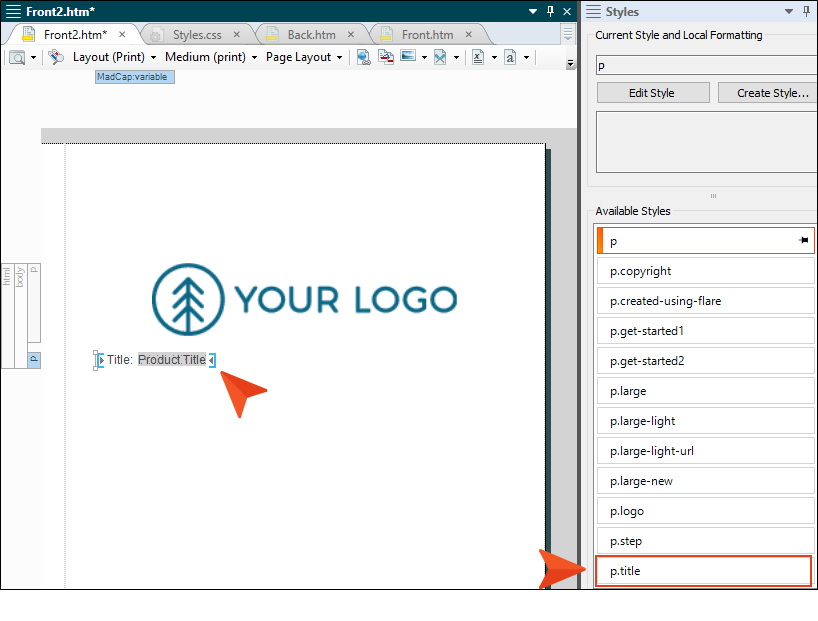 Front2.htm*
Front2.htm* Styles.css Back.htm Front.htm
Layout (Print) Medium (print) Page Layout
MadCap:variable
html body p
p
YOUR LOGO
Title: Product Title
Styles
Current Style and Local Formatting
p
Edit Style Create Style...
Available Styles
p
p.copyright
p.created-using-flare
p.get-started1
p.get-started2
p.large
p.large-light
p.large-light-url
p.large-new
p.logo
p.step
p.title